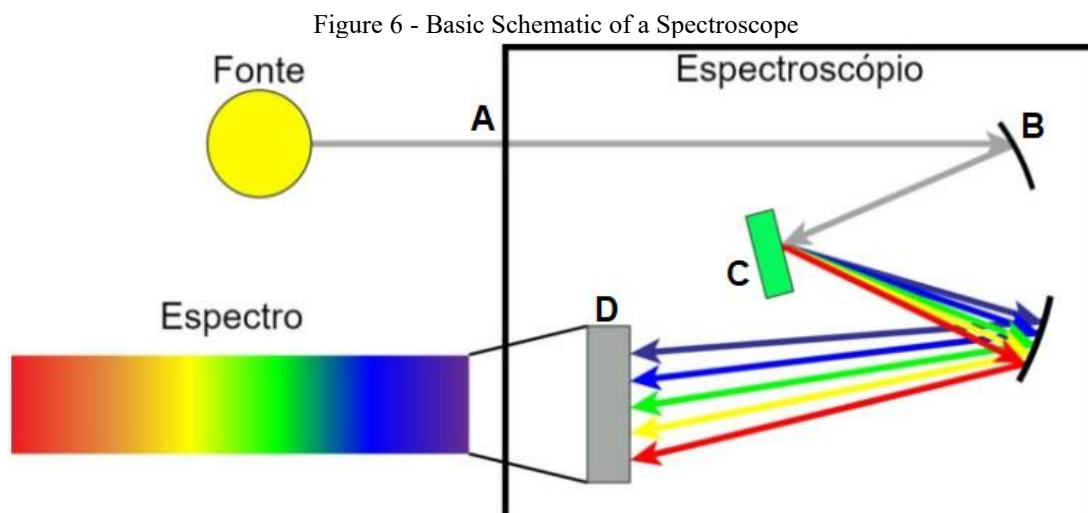 Figure 6 - Basic Schematic of a Spectroscope
Fonte
Espectroscópio
A
B
C
D
Espectro